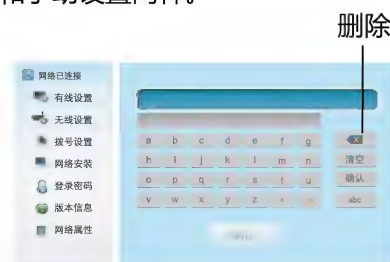 删除
网络已连接
有线设置
无线设置
拨号设置
网络安装
登录密码
版本信息
网络属性
a b c d e f g
h i j k l m n 清空
o p q r s t u 确认
v w x y z abc